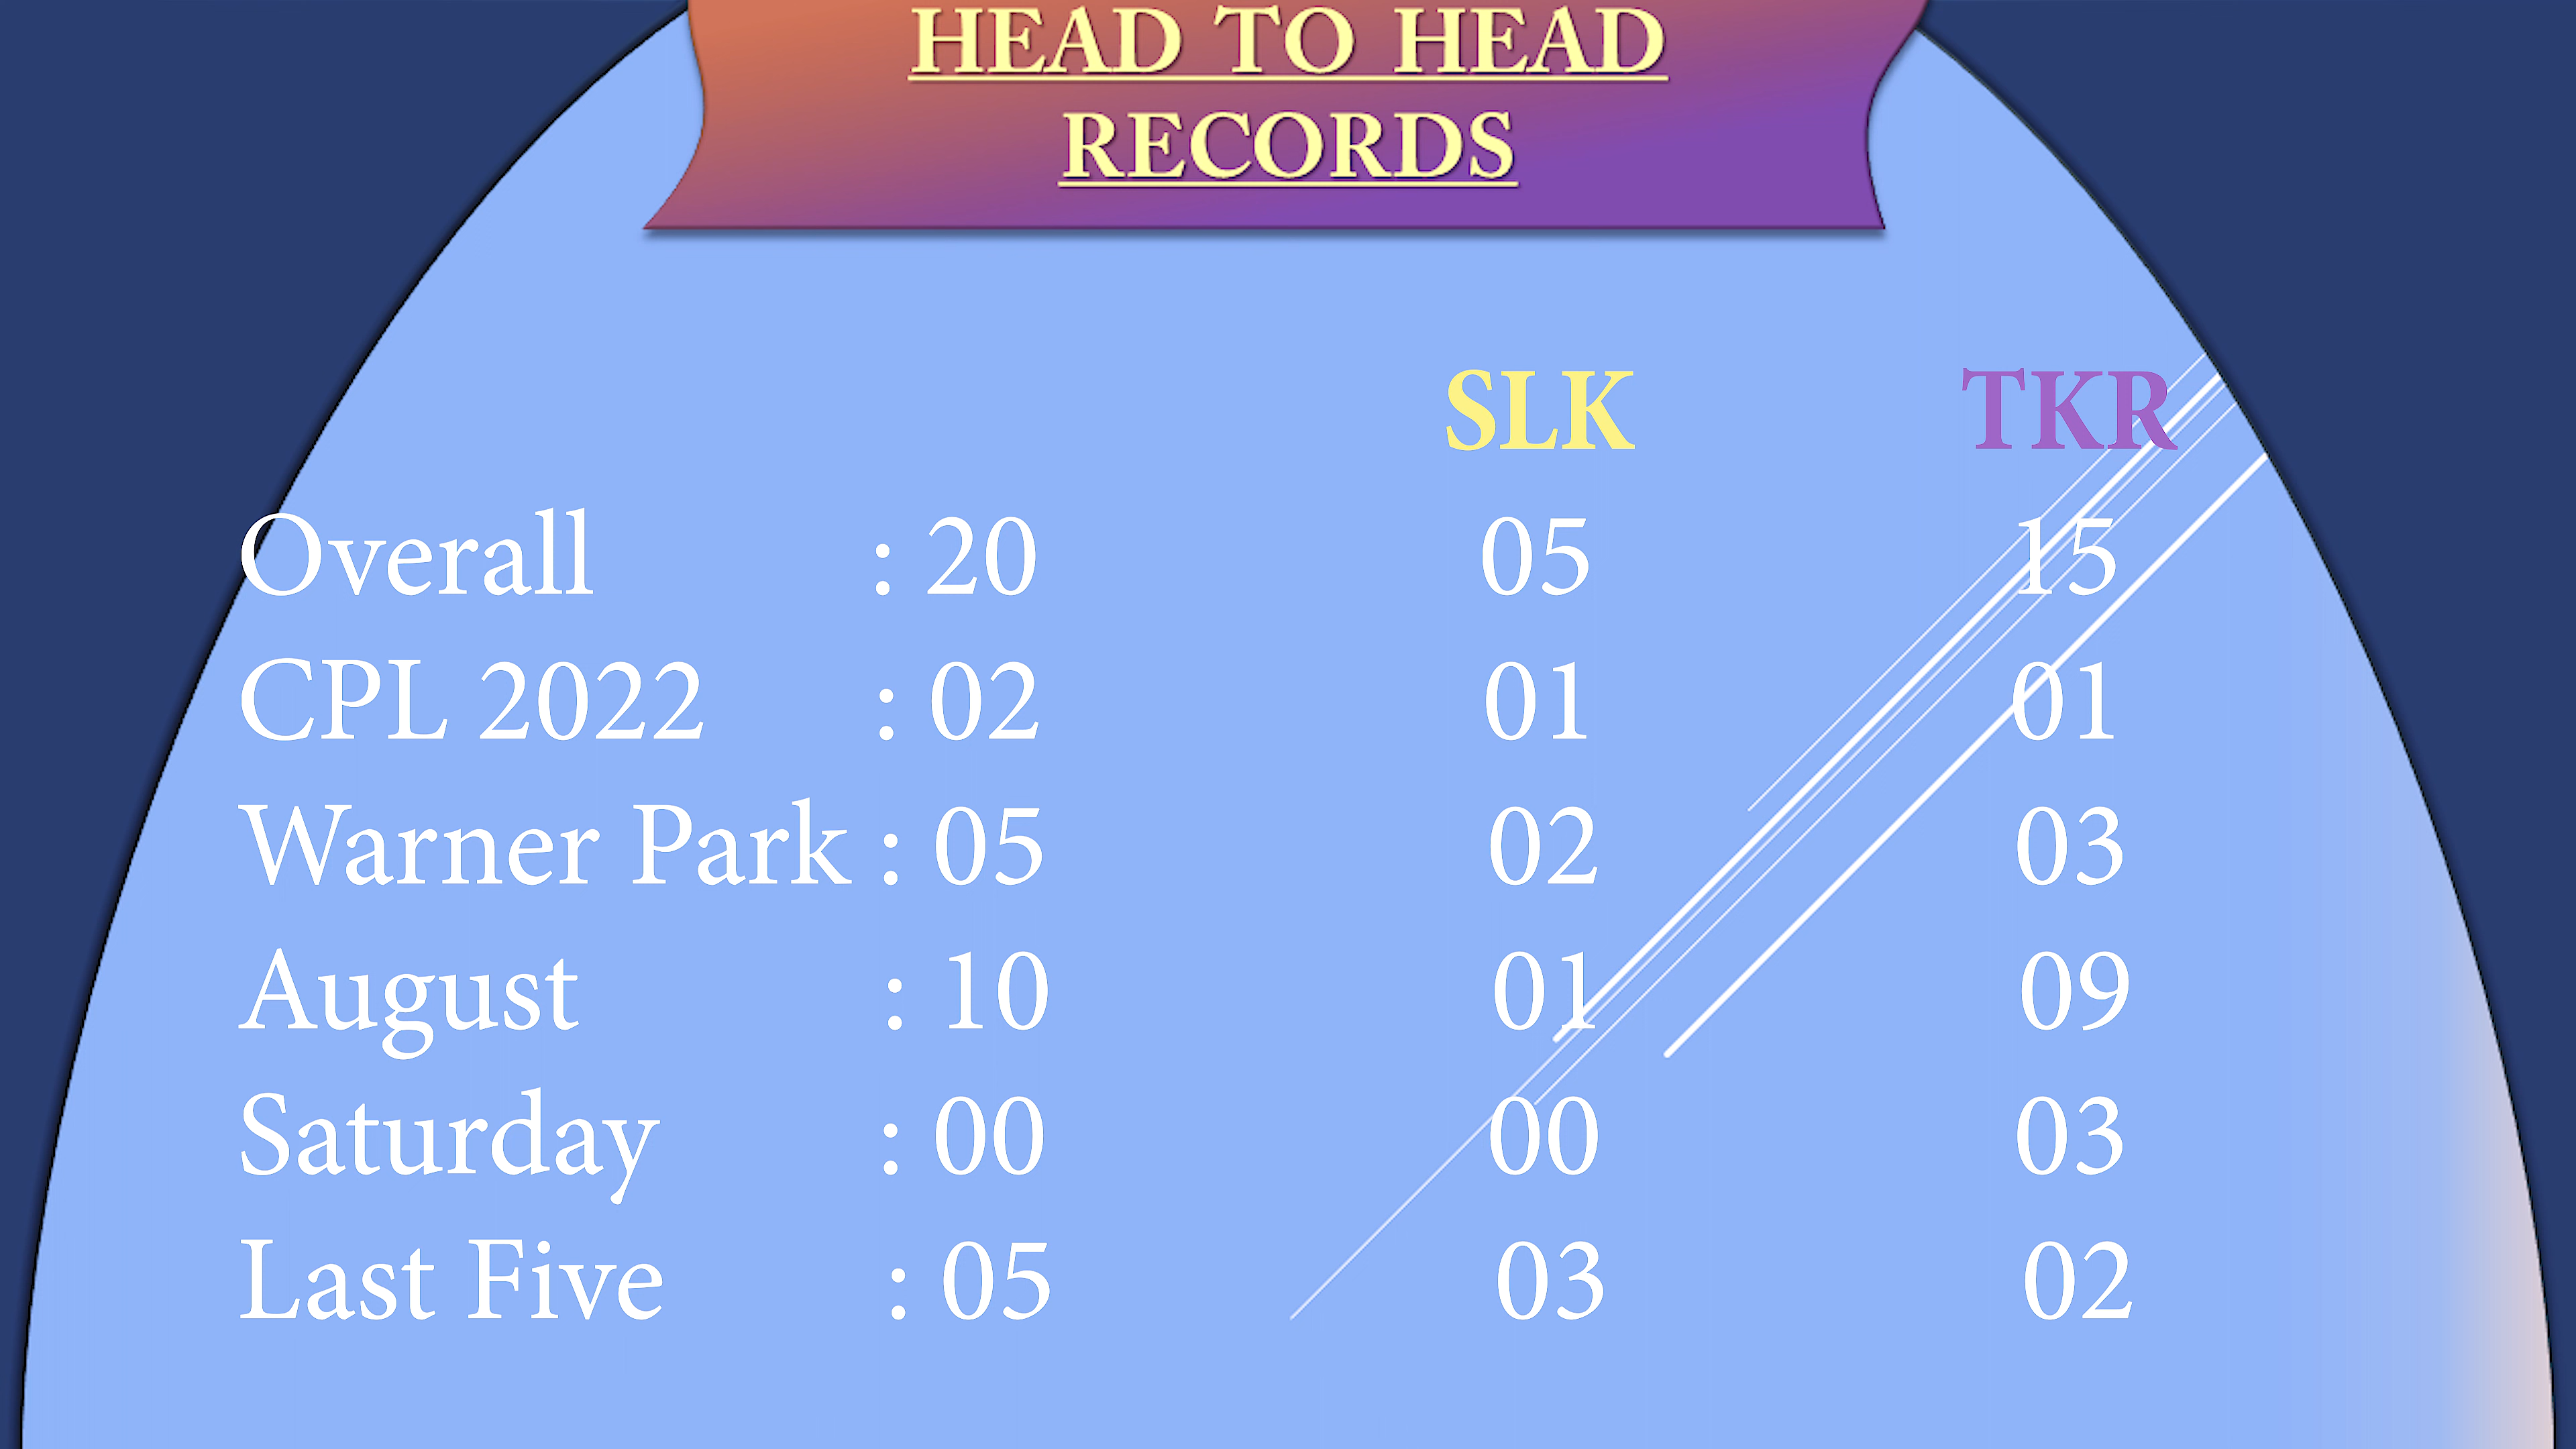 HEAD TO HEAD
RECORDS
SLK TKR
Overall : 20 05 15
CPL 2022 : 02 01 01
Warner Park : 05 02 03
August : 10 01 09
Saturday : 00 00 03
Last Five : 05 03 02